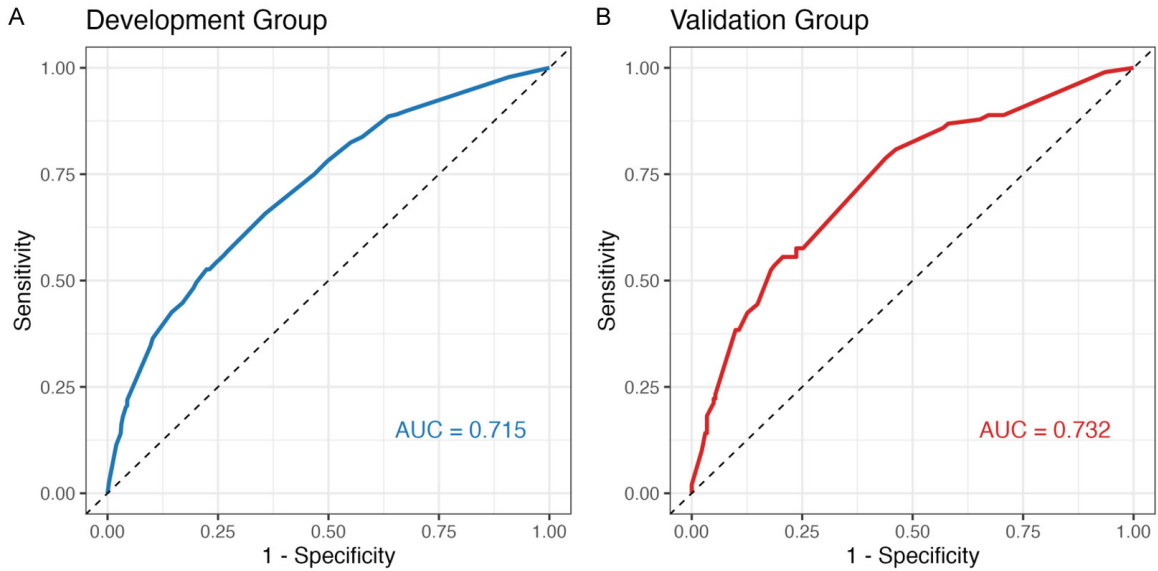 A
Development Group
Sensitivity
1.00
0.75
0.50
0.25
0.00
AUC = 0.715
0.00 0.25 0.50 0.75 1.00
1 - Specificity
B
Validation Group
Sensitivity
1.00
0.75
0.50
0.25
0.00
AUC = 0.732
0.00 0.25 0.50 0.75 1.00
1 - Specificity